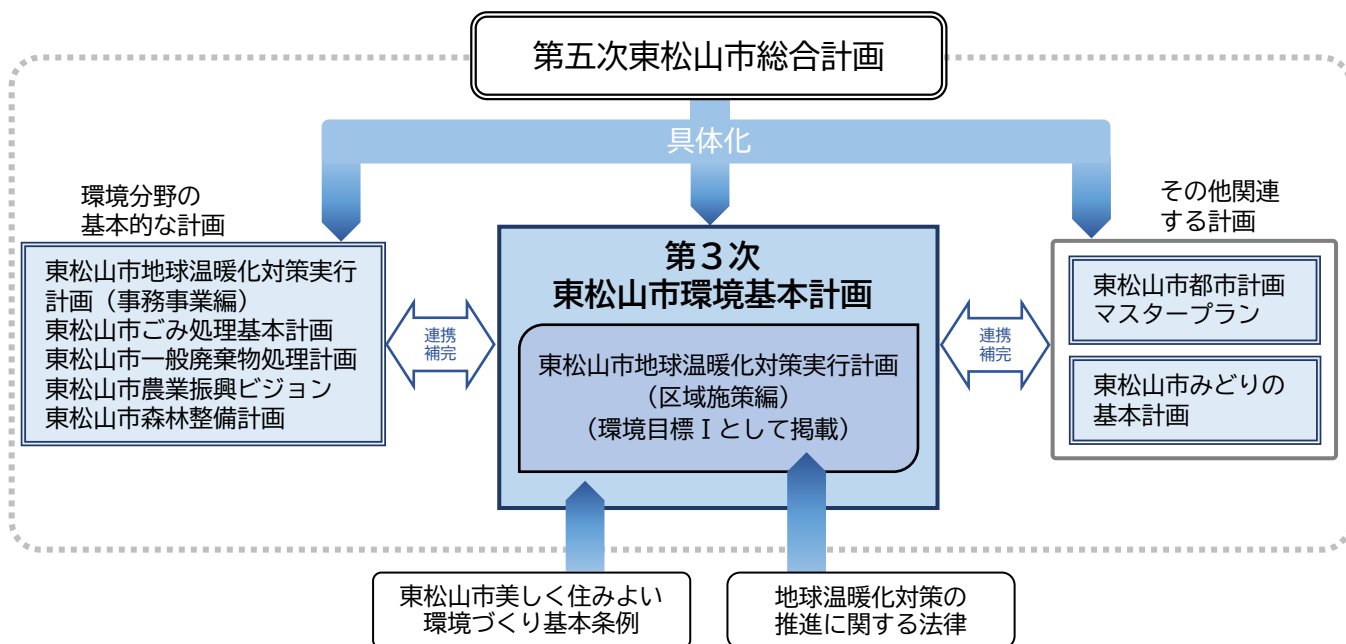 第五次東松山市総合計画
具体化
環境分野の
基本的な計画
東松山市地球温暖化対策実行
計画（事務事業編）
東松山市ごみ処理基本計画
東松山市一般廃棄物処理計画
東松山市農業振興ビジョン
東松山市森林整備計画
連携
補完
第３次
東松山市環境基本計画
東松山市地球温暖化対策実行計画
（区域施策編）
（環境目標Ⅰとして掲載）
連携
補完
その他関連
する計画
東松山市都市計画
マスタープラン
東松山市みどりの
基本計画
東松山市美しく住みよい
環境づくり基本条例
地球温暖化対策の
推進に関する法律